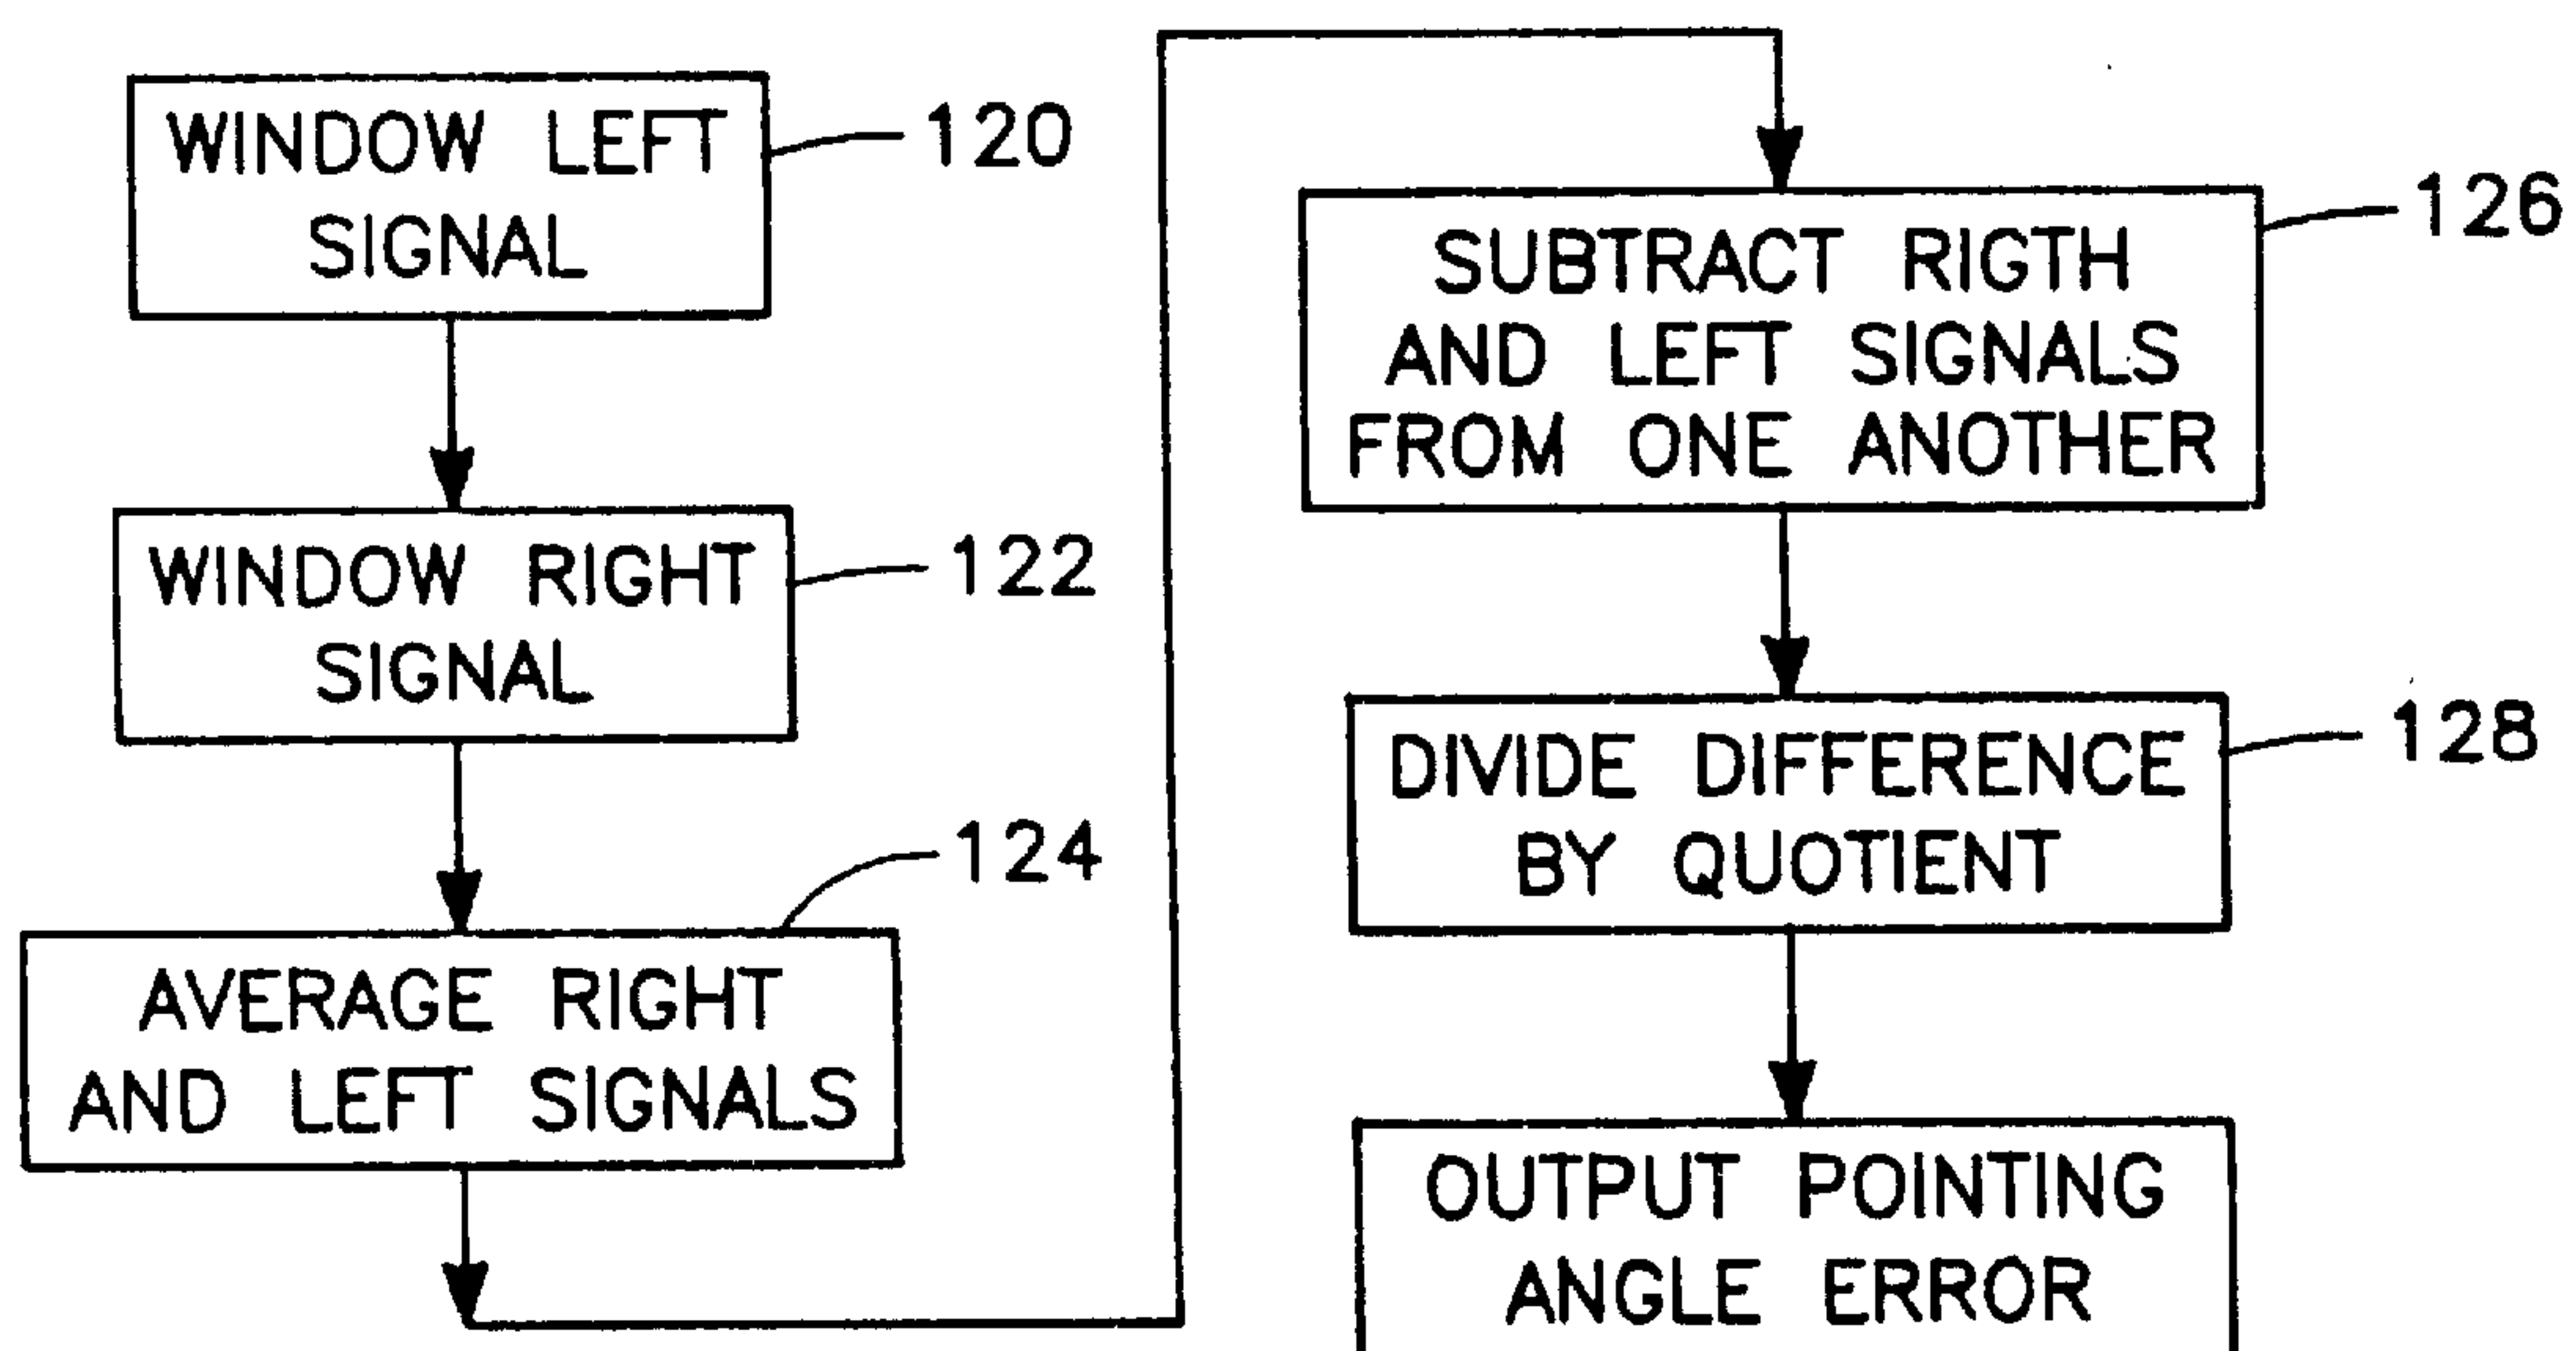 WINDOW LEFT
SIGNAL
120
WINDOW RIGHT
SIGNAL
122
AVERAGE RIGHT
AND LEFT SIGNALS
124
SUBTRACT RIGTH
AND LEFT SIGNALS
FROM ONE ANOTHER
126
DIVIDE DIFFERENCE
BY QUOTIENT
128
OUTPUT POINTING
ANGLE ERROR